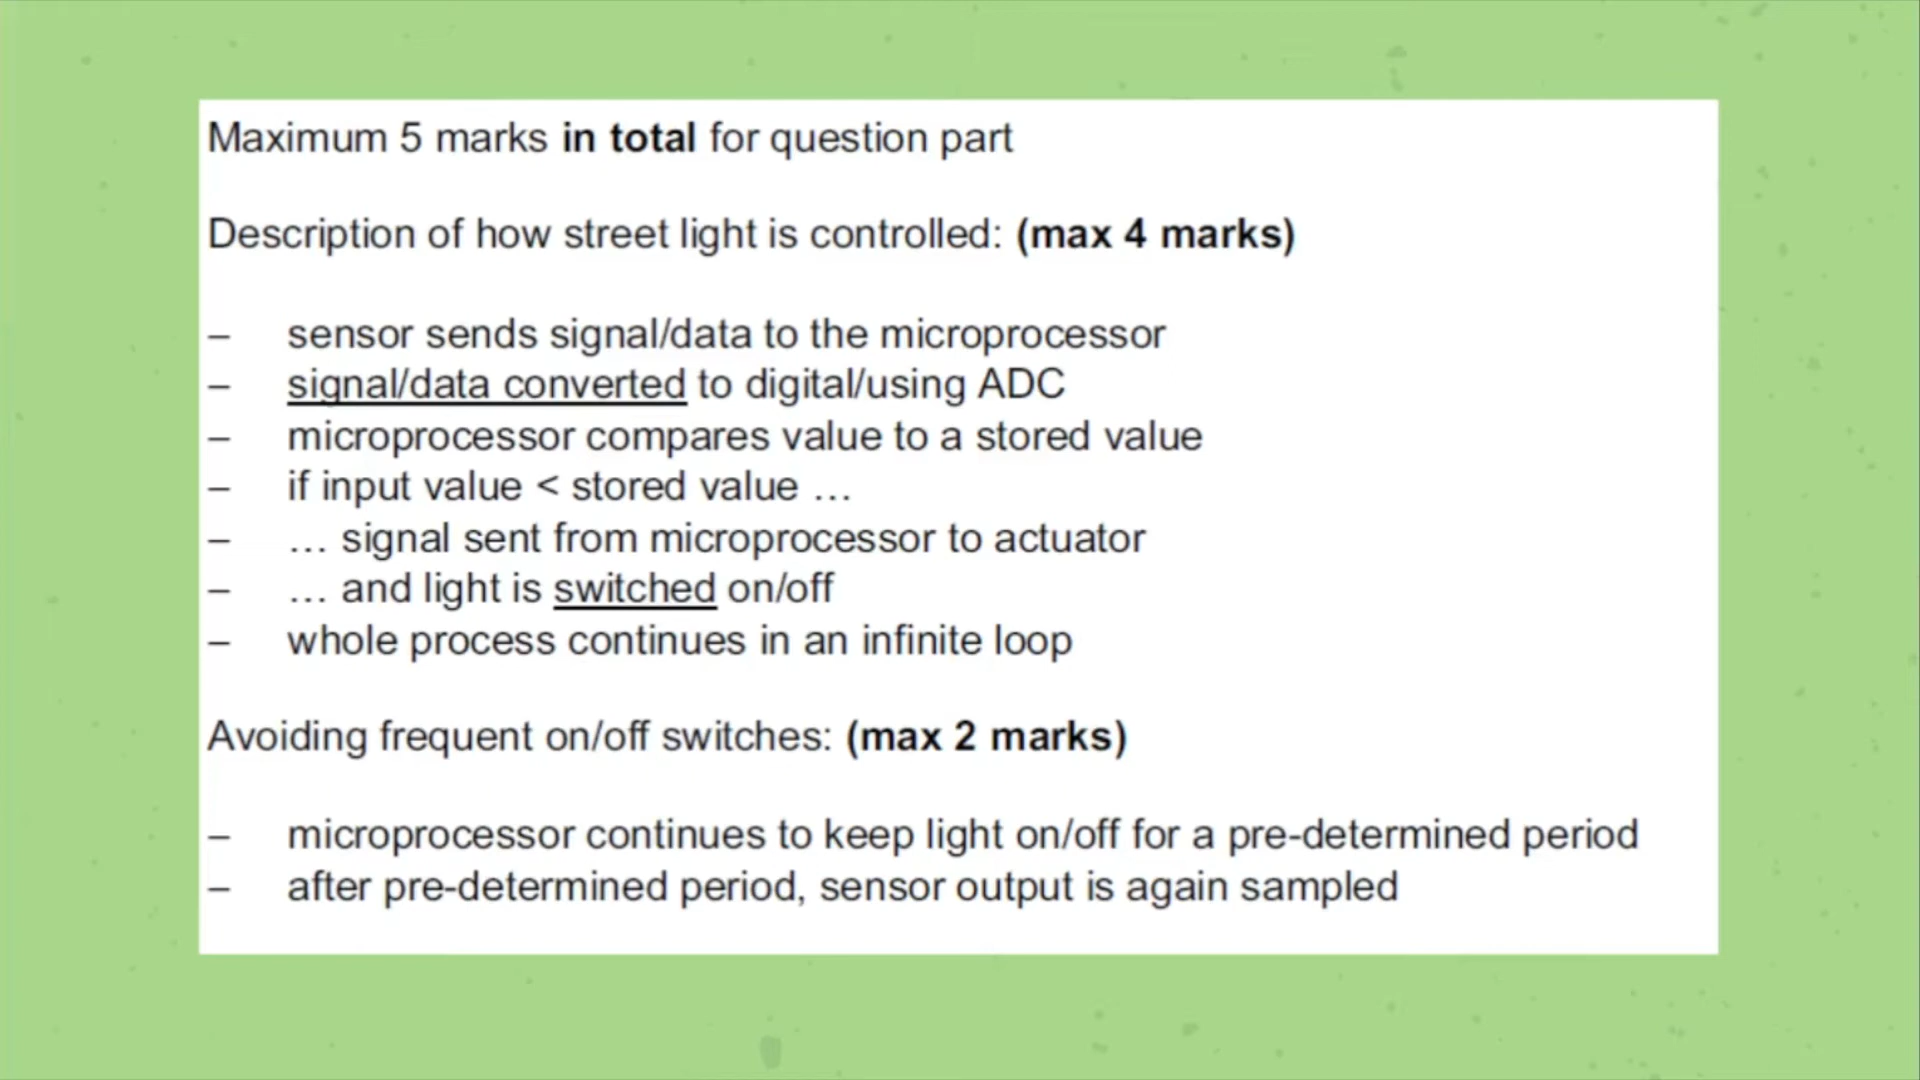 Maximum 5 marks in total for question part
Description of how street light is controlled: (max 4 marks)
– sensor sends signal/data to the microprocessor
– signal/data converted to digital/using ADC
– microprocessor compares value to a stored value
– if input value < stored value …
– … signal sent from microprocessor to actuator
– … and light is switched on/off
– whole process continues in an infinite loop
Avoiding frequent on/off switches: (max 2 marks)
– microprocessor continues to keep light on/off for a pre-determined period
– after pre-determined period, sensor output is again sampled